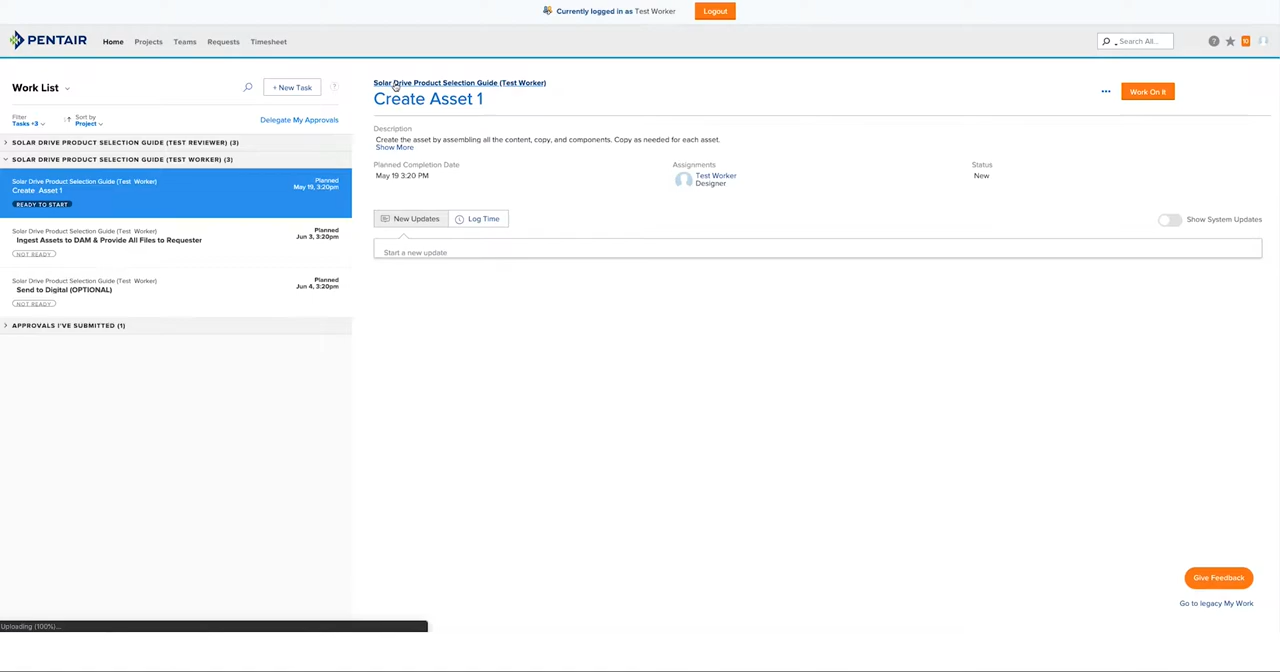 Currently logged in as Test Worker Logout
PENTAIR Home Projects Teams Requests Timesheet Search All... ? 10
Work List + New Task ?
Filter
Tasks +3
Sort by
Project
Delegate My Approvals
SOLAR DRIVE PRODUCT SELECTION GUIDE (TEST REVIEWER) (3)
SOLAR DRIVE PRODUCT SELECTION GUIDE (TEST WORKER) (3)
Solar Drive Product Selection Guide (Test Worker) Planned
Create Asset 1 May 19, 3:20pm
READY TO START
Solar Drive Product Selection Guide (Test Worker) Planned
Ingest Assets to DAM & Provide All Files to Requester Jun 3, 3:20pm
NOT READY
Solar Drive Product Selection Guide (Test Worker) Planned
Send to Digital (OPTIONAL) Jun 4, 3:20pm
NOT READY
APPROVALS I'VE SUBMITTED (1)
Solar Drive Product Selection Guide (Test Worker)
Create Asset 1 ••• Work On It
Description
Create the asset by assembling all the content, copy, and components. Copy as needed for each asset.
Show More
Planned Completion Date Assignments Status
May 19 3:20 PM Test Worker New
Designer
New Updates Log Time Show System Updates
Start a new update
Give Feedback
Go to legacy My Work
Uploading (100%)...